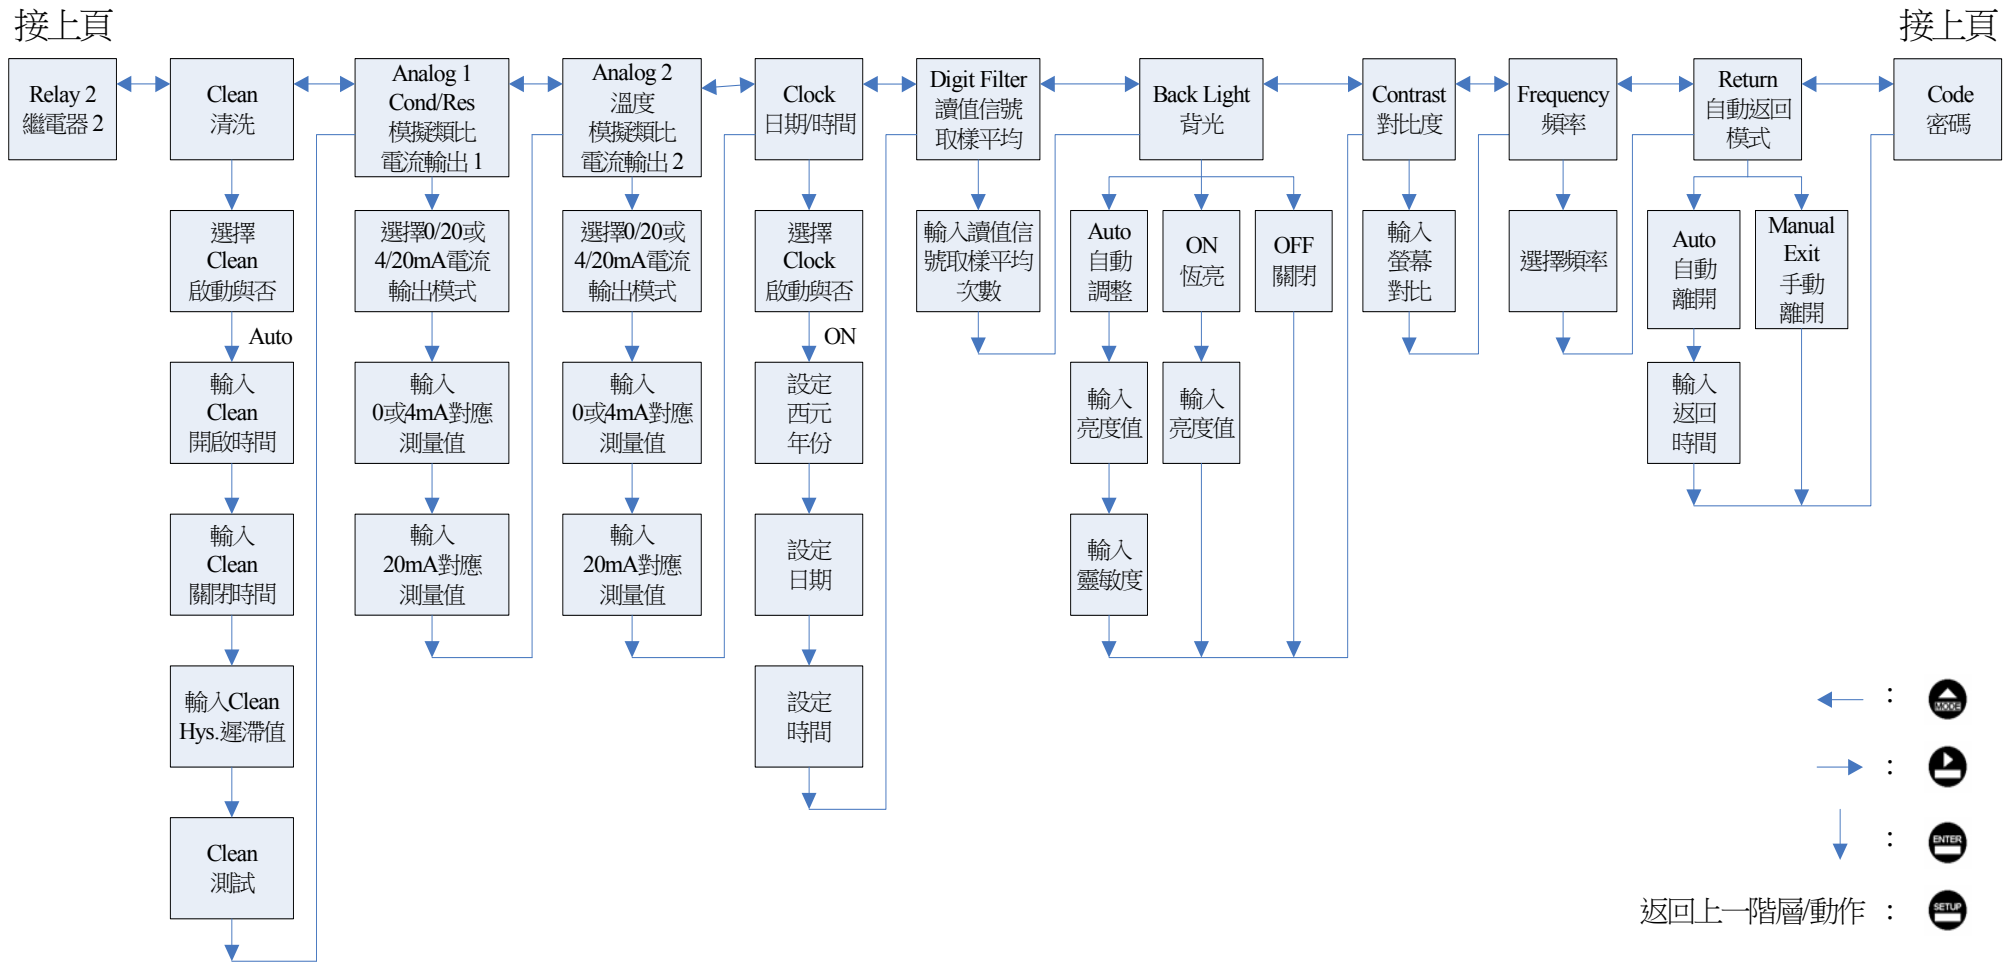 接上頁
接上頁
Relay 2
繼電器 2
Clean
清洗
Analog 1
Cond/Res
模擬類比
電流輸出 1
Analog 2
溫度
模擬類比
電流輸出 2
Clock
日期/時間
Digit Filter
讀值信號
取樣平均
Back Light
背光
Contrast
對比度
Frequency
頻率
Return
自動返回
模式
Code
密碼
選擇
Clean
啟動與否
選擇0/20或
4/20mA電流
輸出模式
選擇0/20或
4/20mA電流
輸出模式
選擇
Clock
啟動與否
輸入讀值信
號取樣平均
次數
Auto
自動
調整
ON
恆亮
OFF
關閉
輸入
螢幕
對比
選擇頻率
Auto
自動
離開
Manual
Exit
手動
離開
Auto
ON
輸入
Clean
開啟時間
輸入
0或4mA對應
測量值
輸入
0或4mA對應
測量值
設定
西元
年份
輸入
亮度值
輸入
亮度值
輸入
返回
時間
輸入
Clean
關閉時間
輸入
20mA對應
測量值
輸入
20mA對應
測量值
設定
日期
輸入
靈敏度
輸入Clean
Hys.遲滯值
設定
時間
Clean
測試
：
MODE
：
：
ENTER
返回上一階層/動作 ：
SETUP